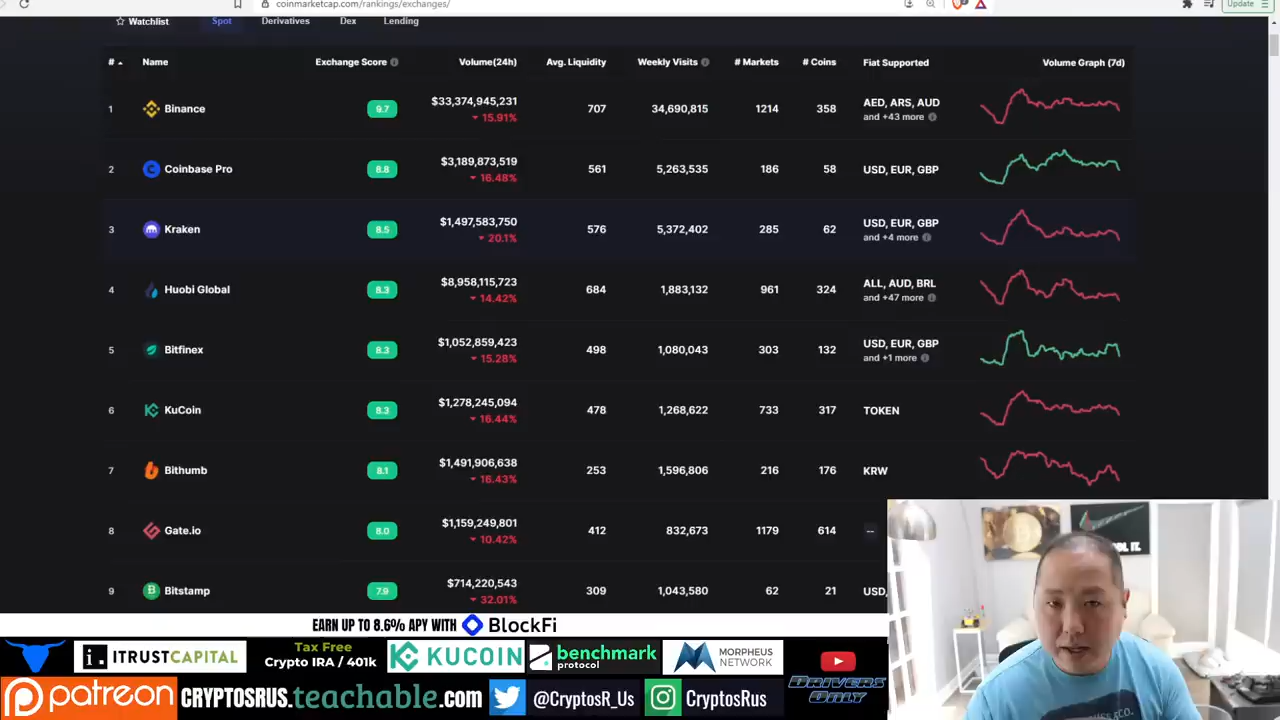 coinmarketcap.com/rankings/exchanges/
Update
Watchlist Spot Derivatives Dex Lending
# Name Exchange Score Volume(24h) Avg. Liquidity Weekly Visits # Markets # Coins Fiat Supported Volume Graph (7d)
1 Binance 9.7 $33,374,945,231 707 34,690,815 1214 358 AED, ARS, AUD
15.91% and +43 more
2 Coinbase Pro 8.8 $3,189,873,519 561 5,263,535 186 58 USD, EUR, GBP
16.48%
3 Kraken 8.5 $1,497,583,750 576 5,372,402 285 62 USD, EUR, GBP
20.1% and +4 more
4 Huobi Global 8.3 $8,958,115,723 684 1,883,132 961 324 ALL, AUD, BRL
14.42% and +47 more
5 Bitfinex 8.3 $1,052,859,423 498 1,080,043 303 132 USD, EUR, GBP
15.28% and +1 more
6 KuCoin 8.3 $1,278,245,094 478 1,268,622 733 317 TOKEN
16.44%
7 Bithumb 8.1 $1,491,906,638 253 1,596,806 216 176 KRW
16.43%
8 Gate.io 8.0 $1,159,249,801 412 832,673 1179 614 --
10.42%
9 Bitstamp 7.9 $714,220,543 309 1,043,580 62 21 USD,
32.01%
EARN UP TO 8.6% APY WITH BlockFi
i. ITRUSTCAPITAL
Tax Free
Crypto IRA / 401k
KUCOIN
benchmark
protocol
MORPHEUS
NETWORK
DRIVERS
ONLY
patreon CRYPTOSRUS.teachable.com @CryptosR_Us CryptosRus